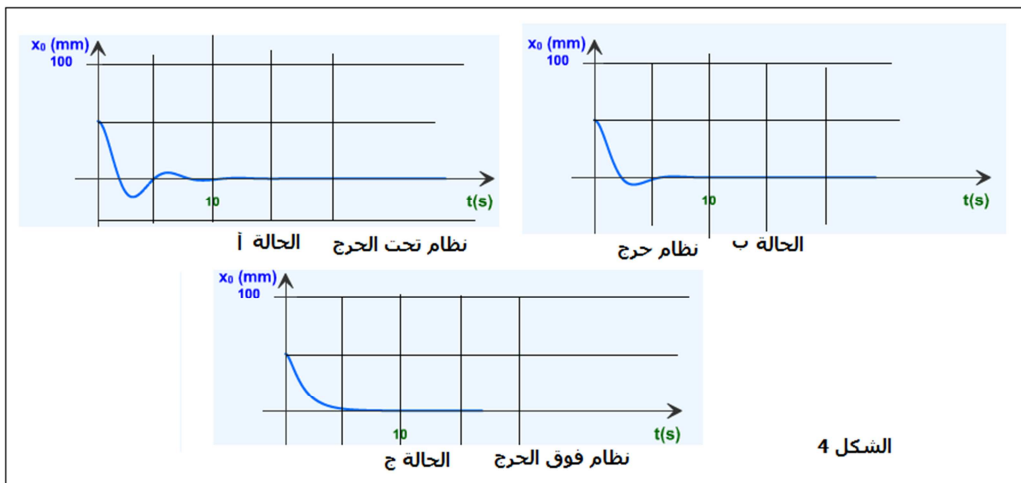 x₀ (mm)
100
10
t(s)
نظام تحت الحرج الحالة أ
x₀ (mm)
100
10
t(s)
نظام حرج الحالة ب
x₀ (mm)
100
10
t(s)
الحالة ج نظام فوق الحرج
الشكل 4